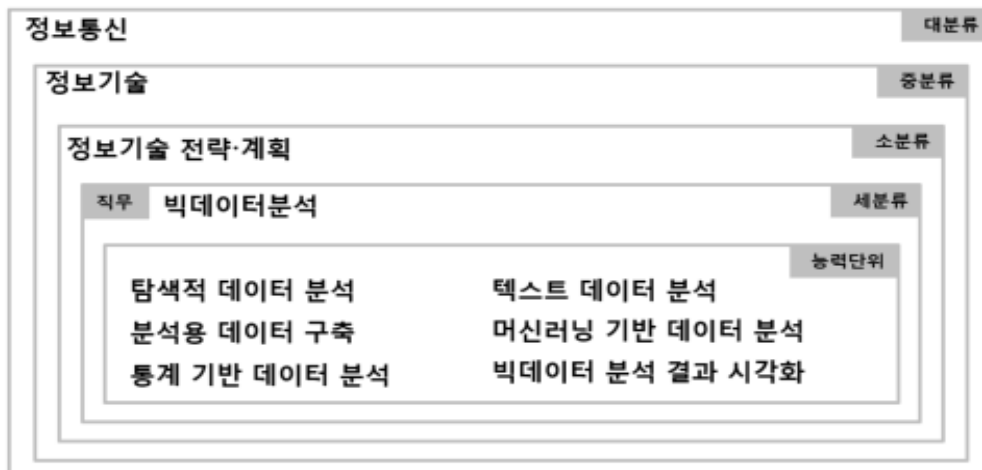 정보통신 대분류
정보기술 중분류
정보기술 전략·계획 소분류
직무 빅데이터분석 세분류
능력단위
탐색적 데이터 분석 텍스트 데이터 분석
분석용 데이터 구축 머신러닝 기반 데이터 분석
통계 기반 데이터 분석 빅데이터 분석 결과 시각화